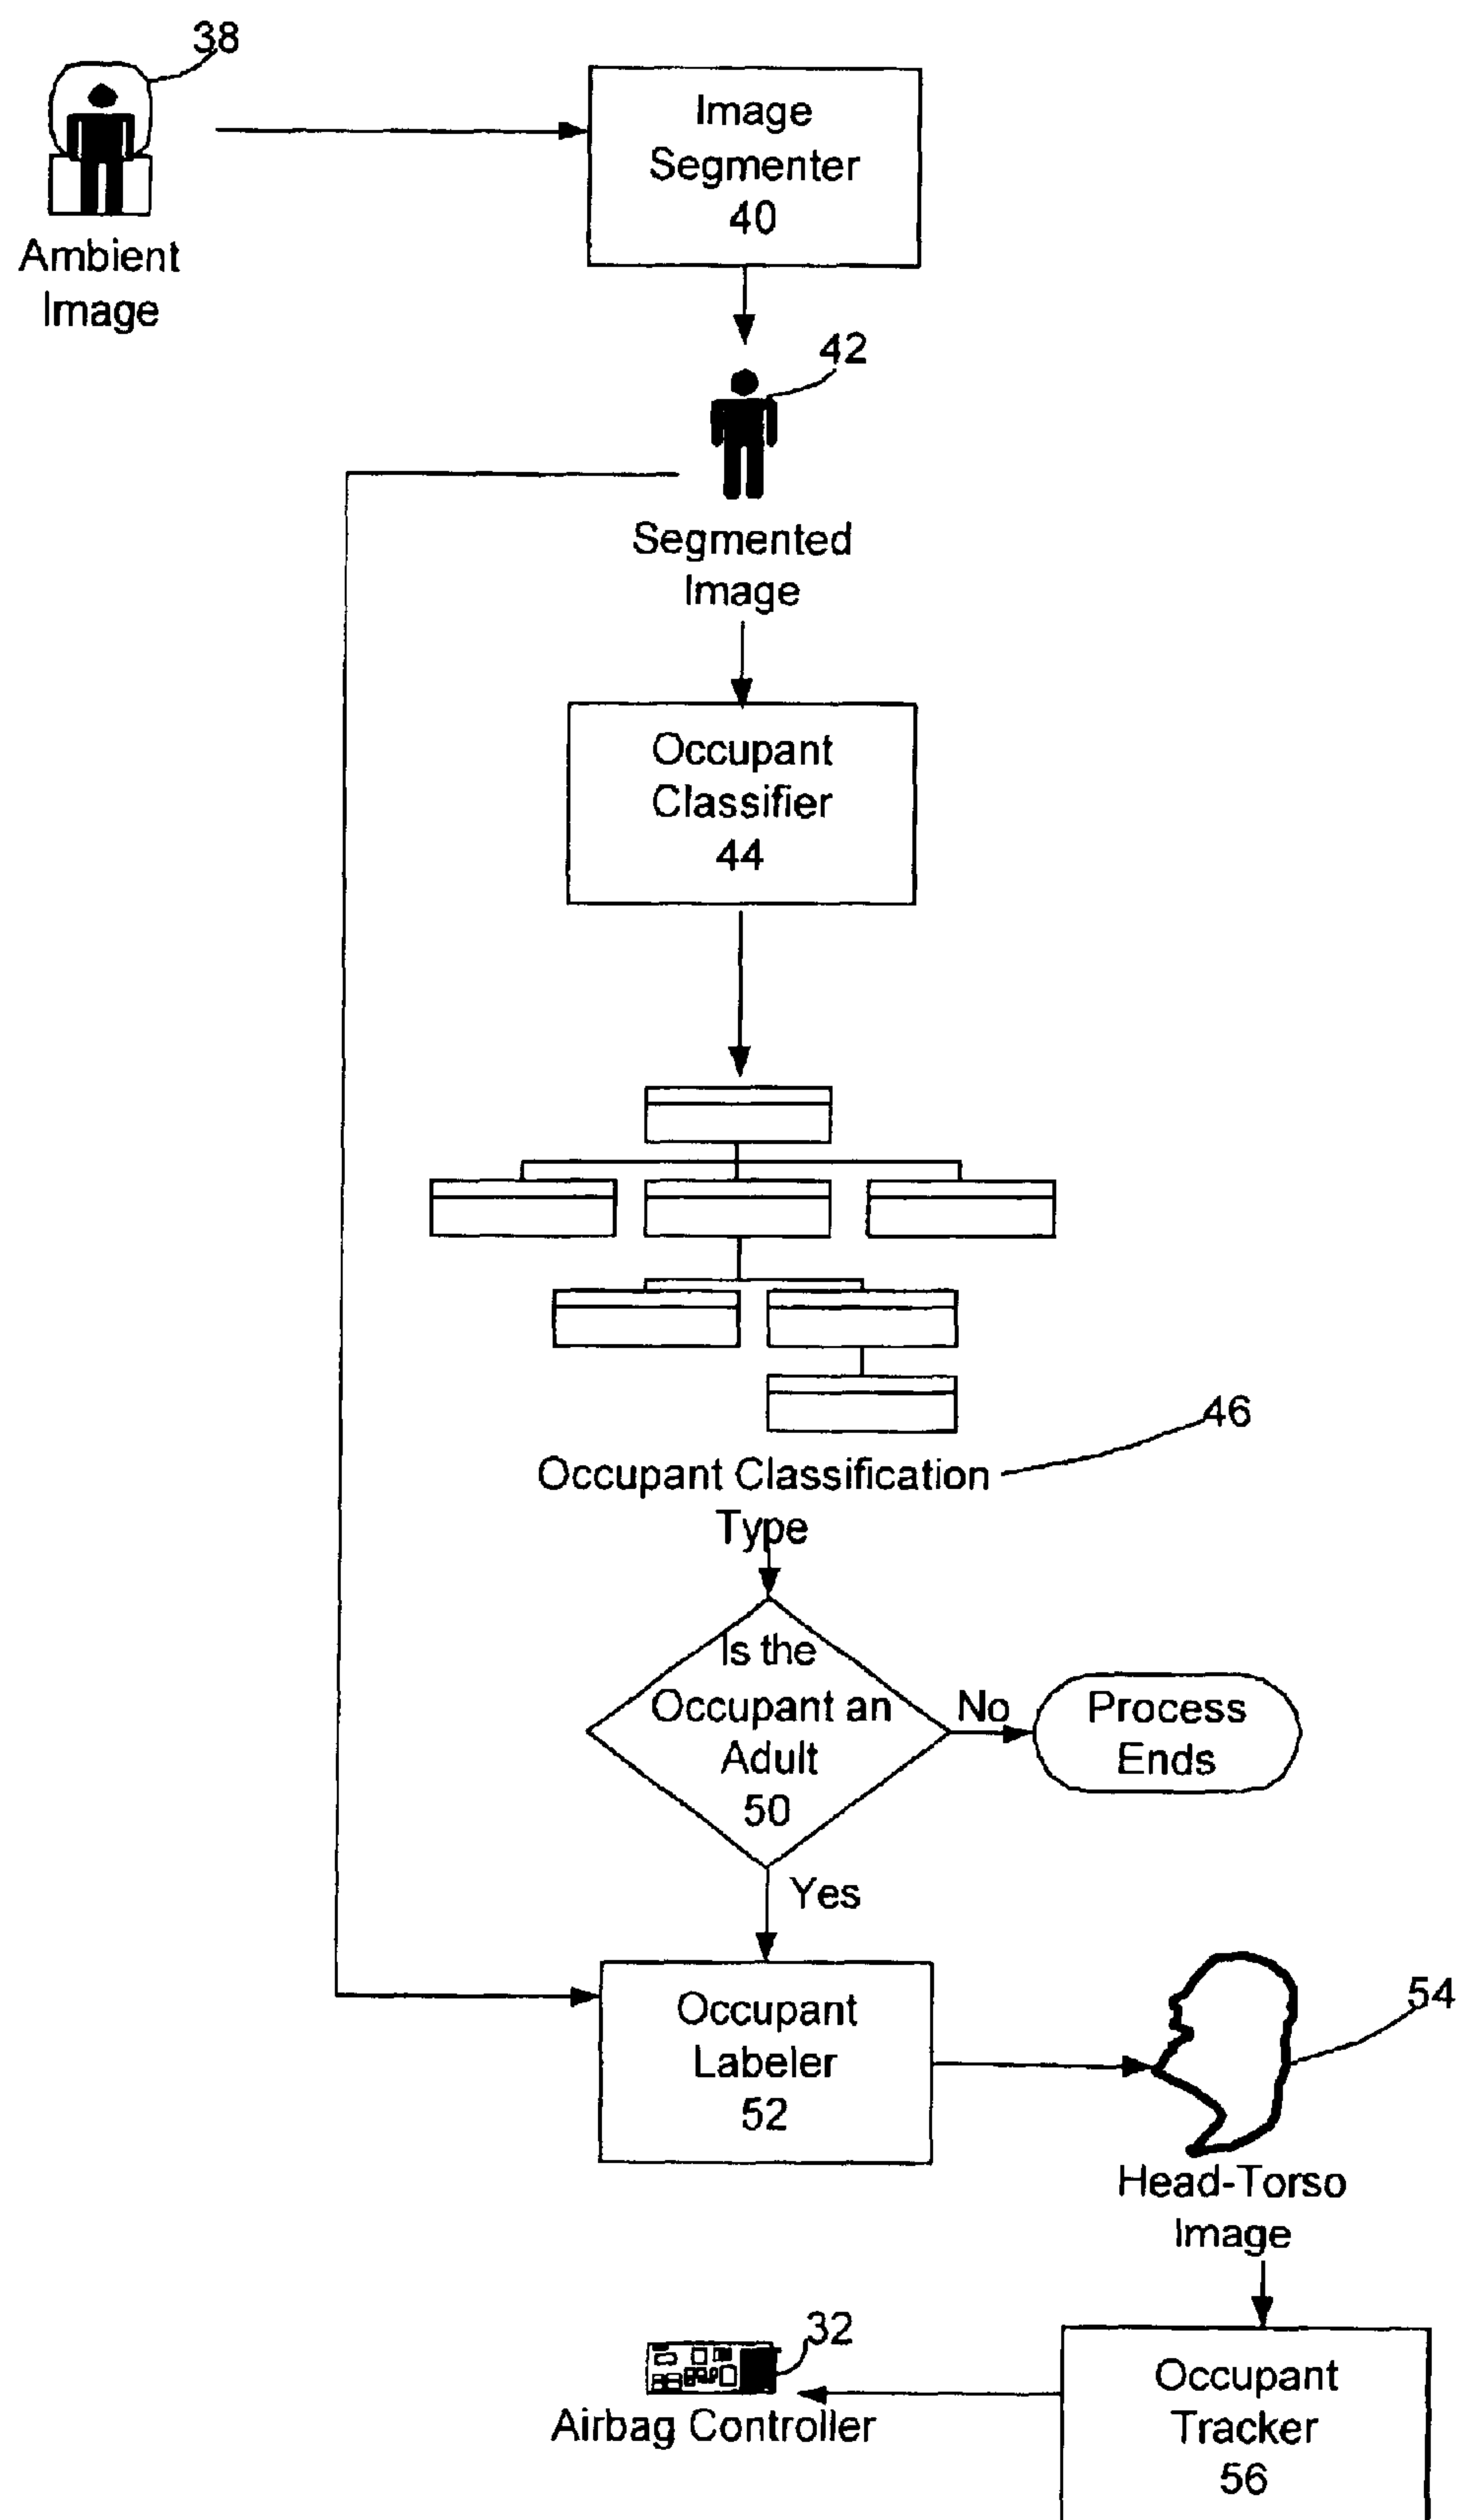 38
Image
Segmenter
40
Ambient
Image
42
Segmented
Image
Occupant
Classifier
44
46
Occupant Classification
Type
Is the
Occupant an
Adult
50
No
Process
Ends
Yes
Occupant
Labeler
52
54
Head-Torso
Image
32
Airbag Controller
Occupant
Tracker
56